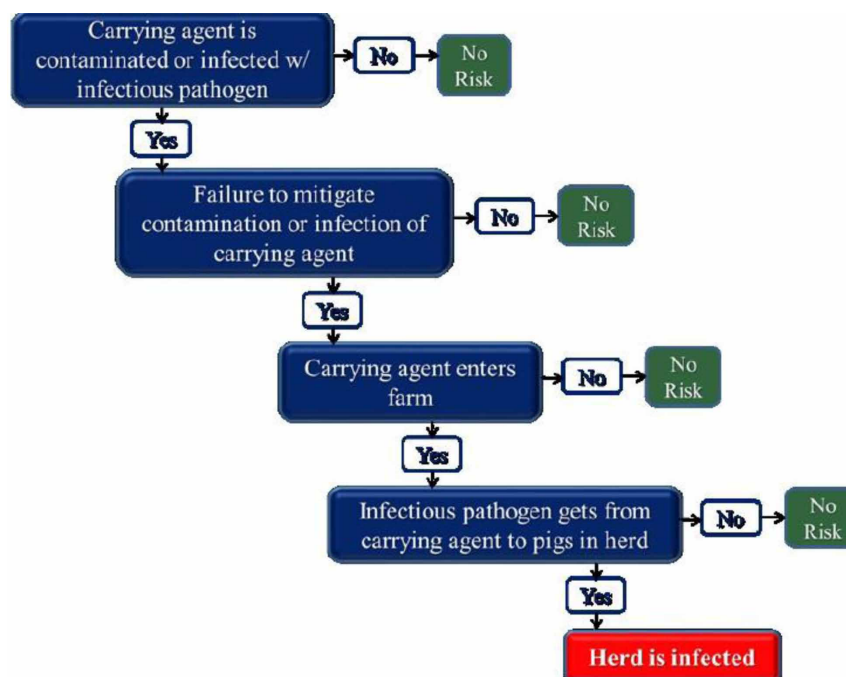 Carrying agent is
contaminated or infected w/
infectious pathogen
No
No
Risk
Yes
Failure to mitigate
contamination or infection of
carrying agent
No
No
Risk
Yes
Carrying agent enters
farm
No
No
Risk
Yes
Infectious pathogen gets from
carrying agent to pigs in herd
No
No
Risk
Yes
Herd is infected